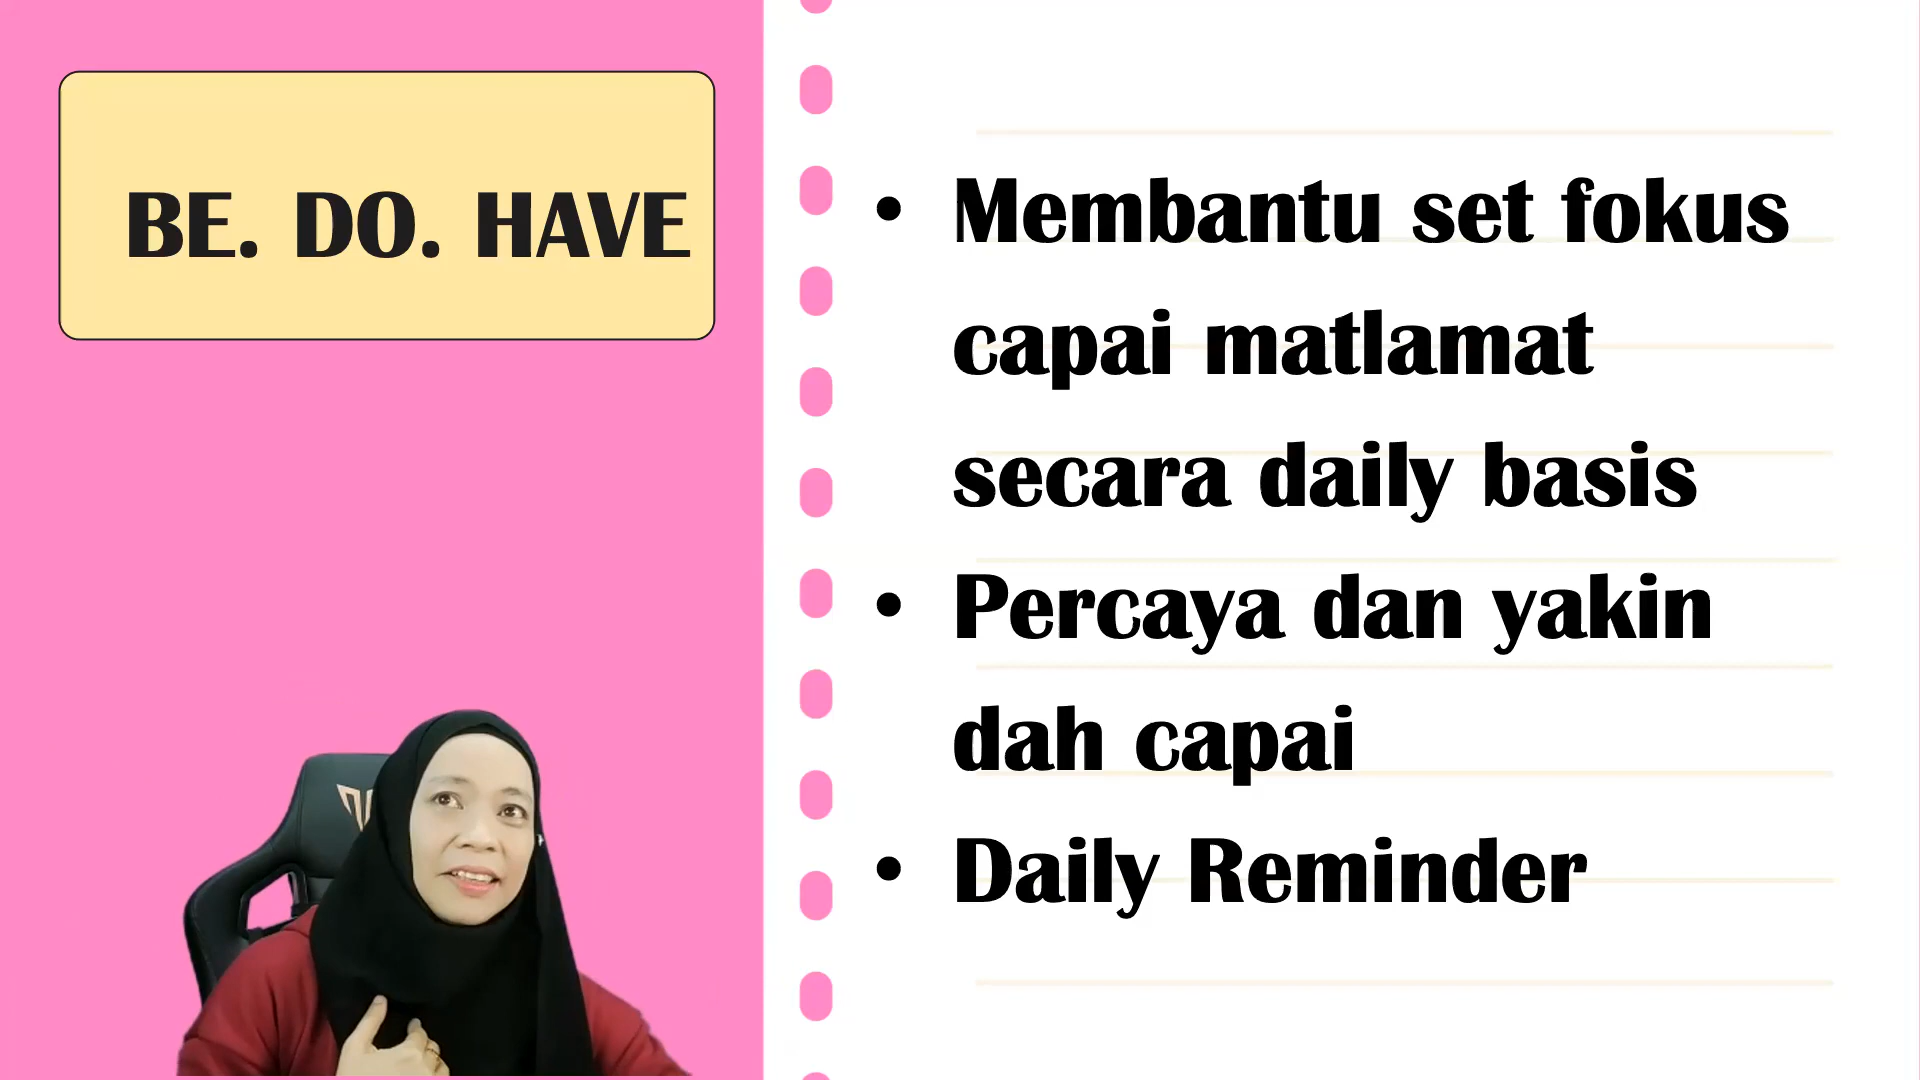 BE. DO. HAVE
• Membantu set fokus
capai matlamat
secara daily basis
• Percaya dan yakin
dah capai
• Daily Reminder